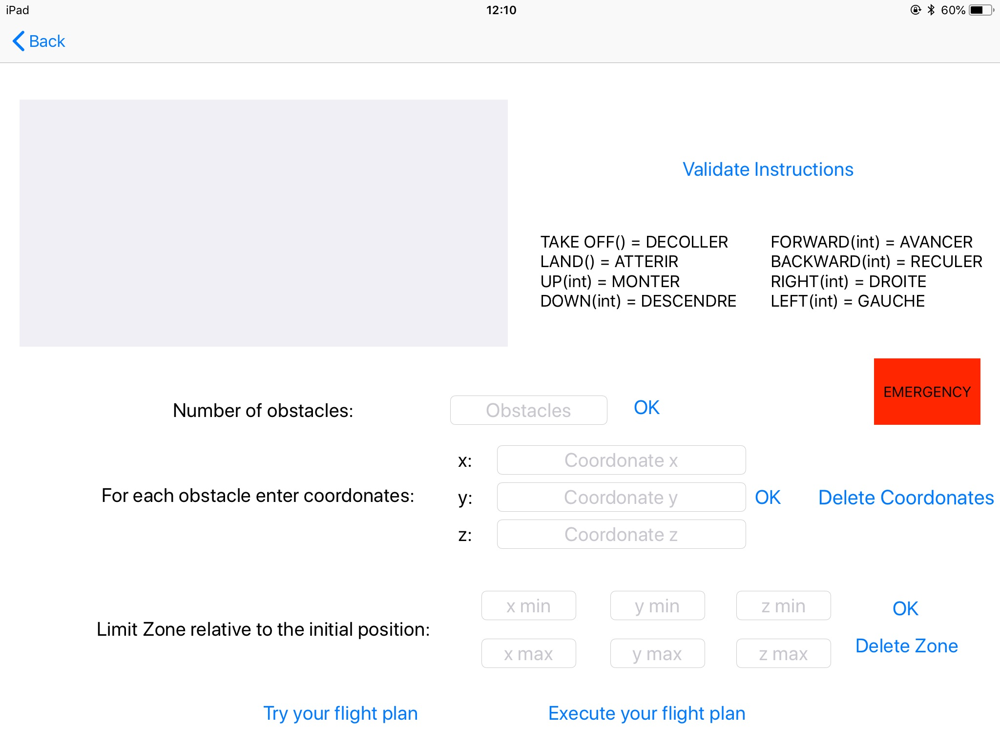 iPad
12:10
60%
Back
Validate Instructions
TAKE OFF() = DECOLLER
LAND() = ATTERIR
UP(int) = MONTER
DOWN(int) = DESCENDRE
FORWARD(int) = AVANCER
BACKWARD(int) = RECULER
RIGHT(int) = DROITE
LEFT(int) = GAUCHE
EMERGENCY
Number of obstacles:
Obstacles
OK
For each obstacle enter coordonates:
x:
Coordonate x
y:
Coordonate y
z:
Coordonate z
OK
Delete Coordonates
Limit Zone relative to the initial position:
x min
y min
z min
x max
y max
z max
OK
Delete Zone
Try your flight plan
Execute your flight plan